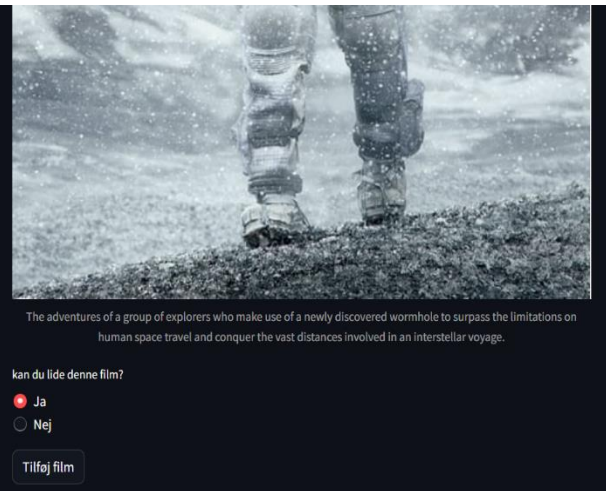 The adventures of a group of explorers who make use of a newly discovered wormhole to surpass the limitations on
human space travel and conquer the vast distances involved in an interstellar voyage.
kan du lide denne film?
Ja
Nej
Tilføj film